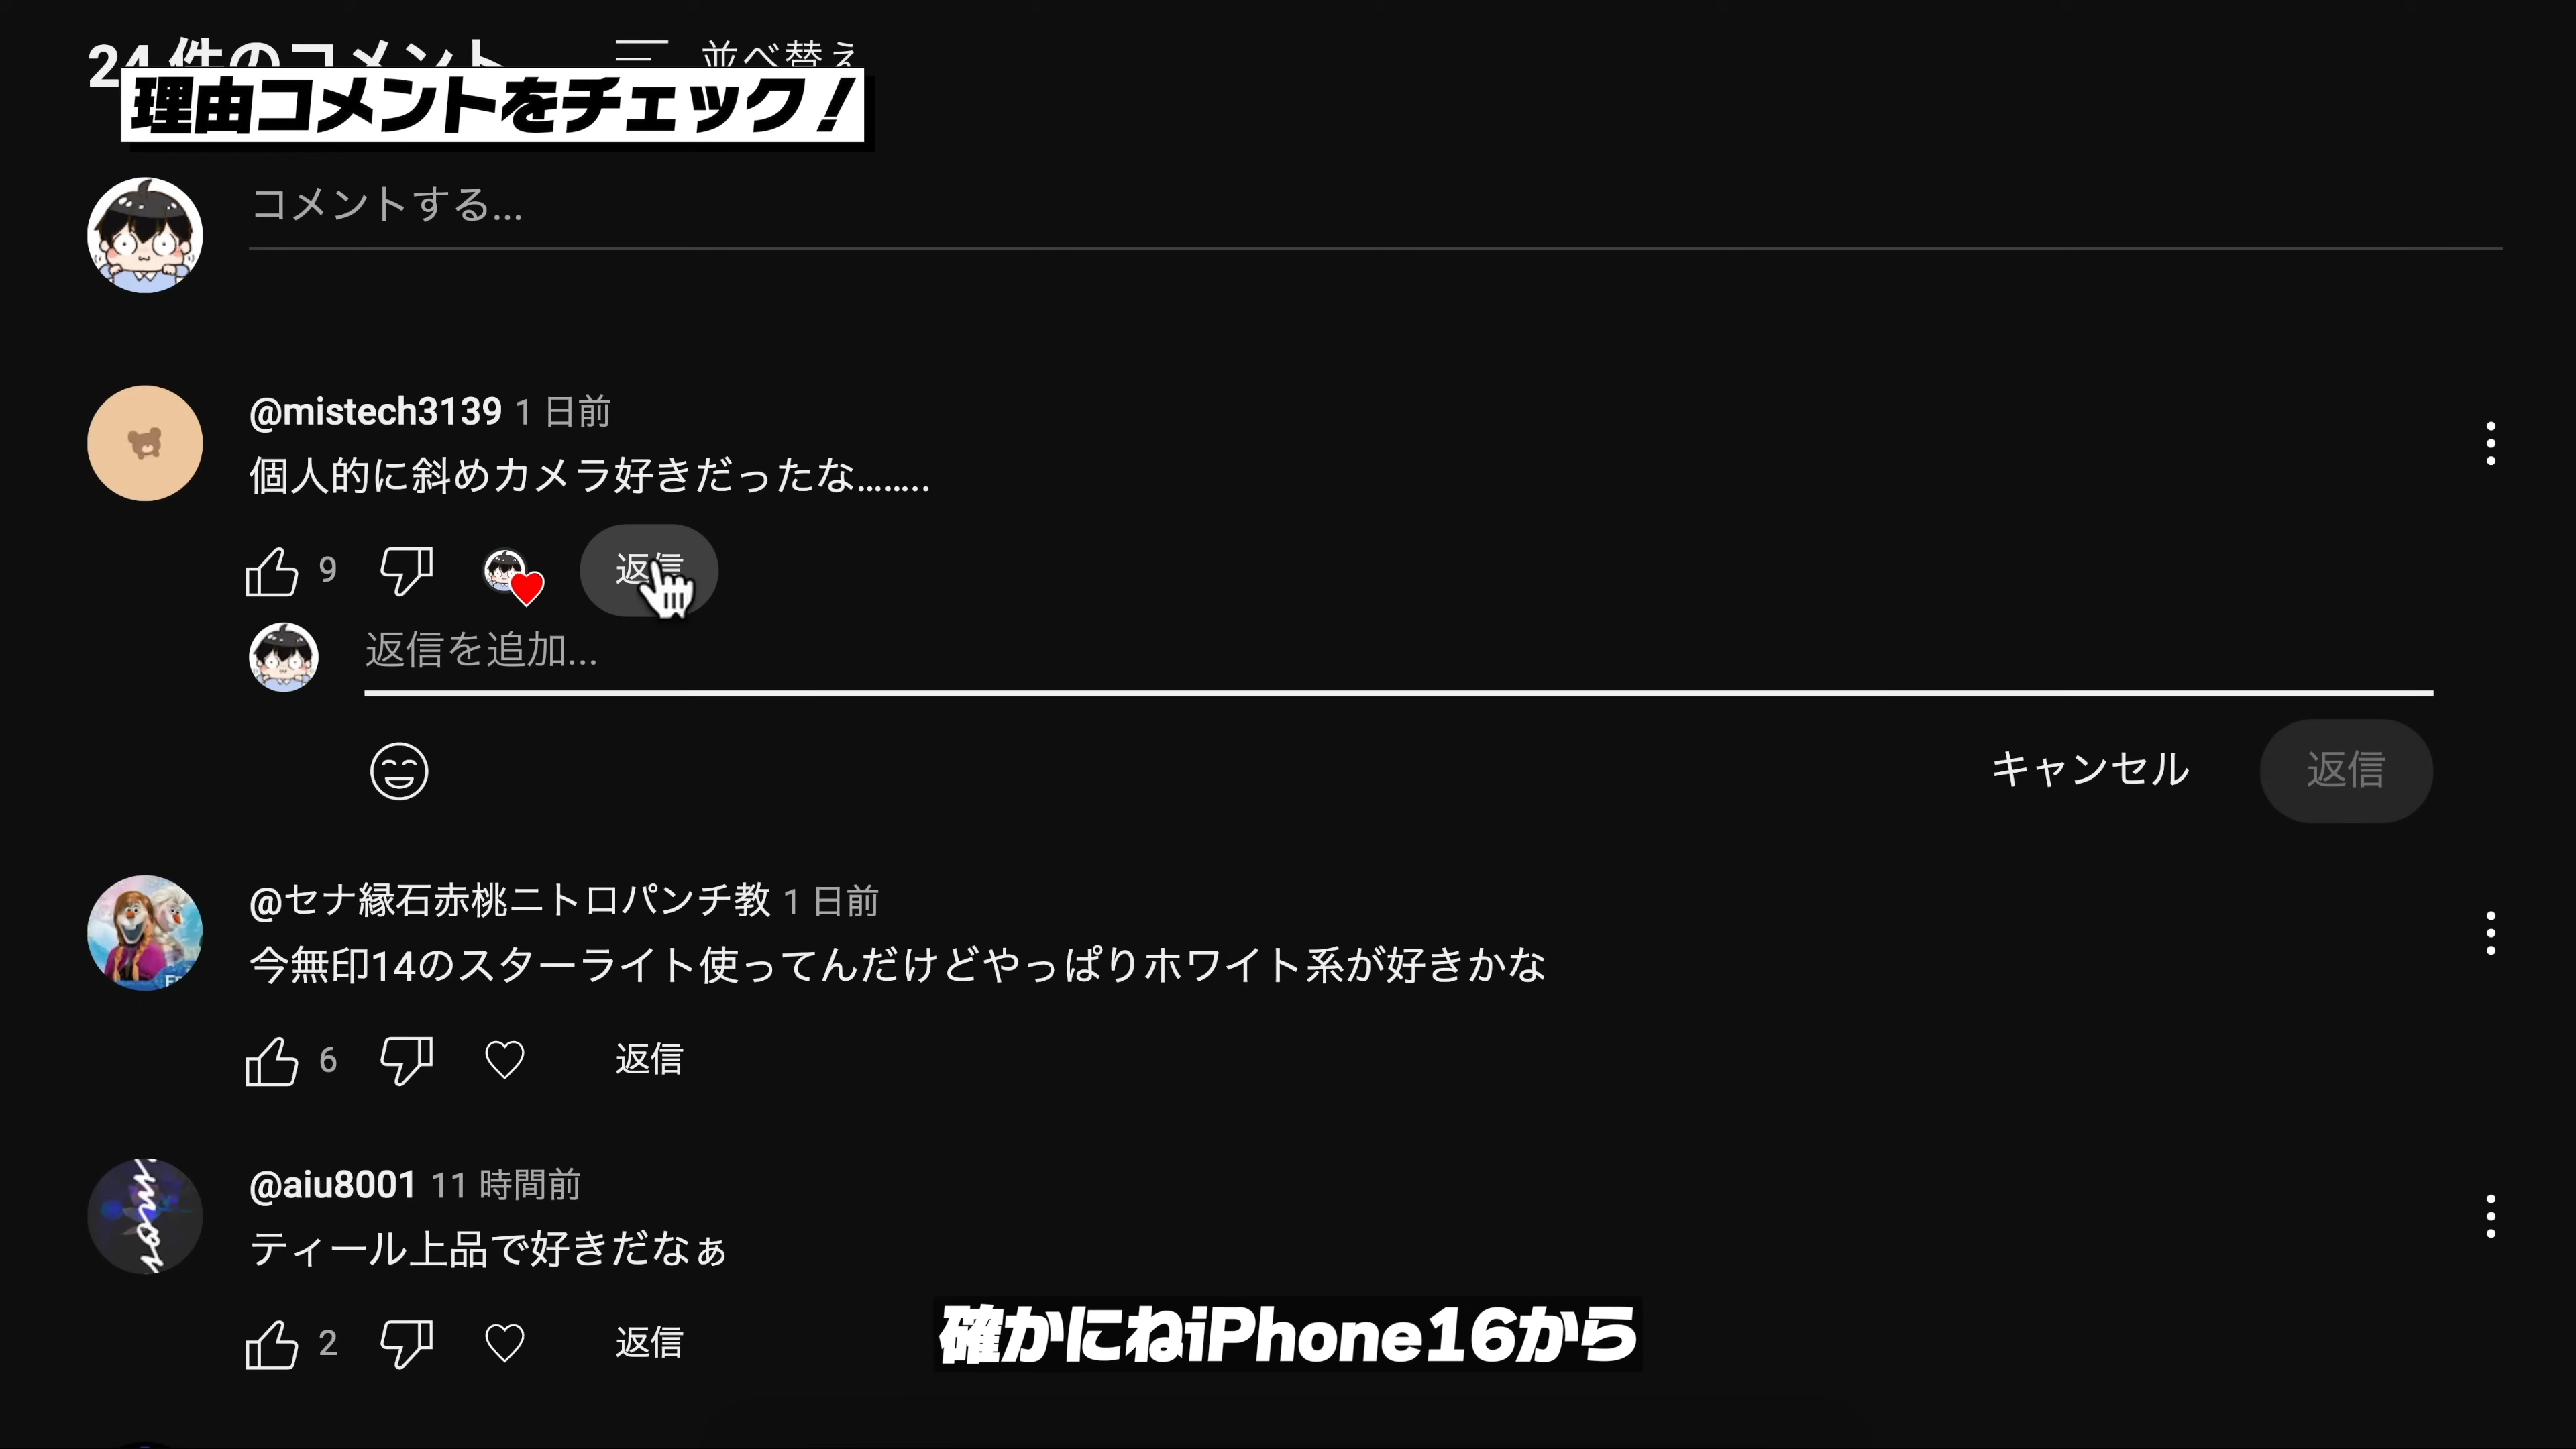 24 件のコメント 並べ替え
理由コメントをチェック!
コメントする...
@mistech3139 1 日前
個人的に斜めカメラ好きだったな........
9 返信
返信を追加...
キャンセル 返信
@セナ縁石赤桃ニトロパンチ教 1 日前
今無印14のスターライト使ってんだけどやっぱりホワイト系が好きかな
6 返信
@aiu8001 11 時間前
ティール上品で好きだなぁ
2 返信
確かにねiPhone16から